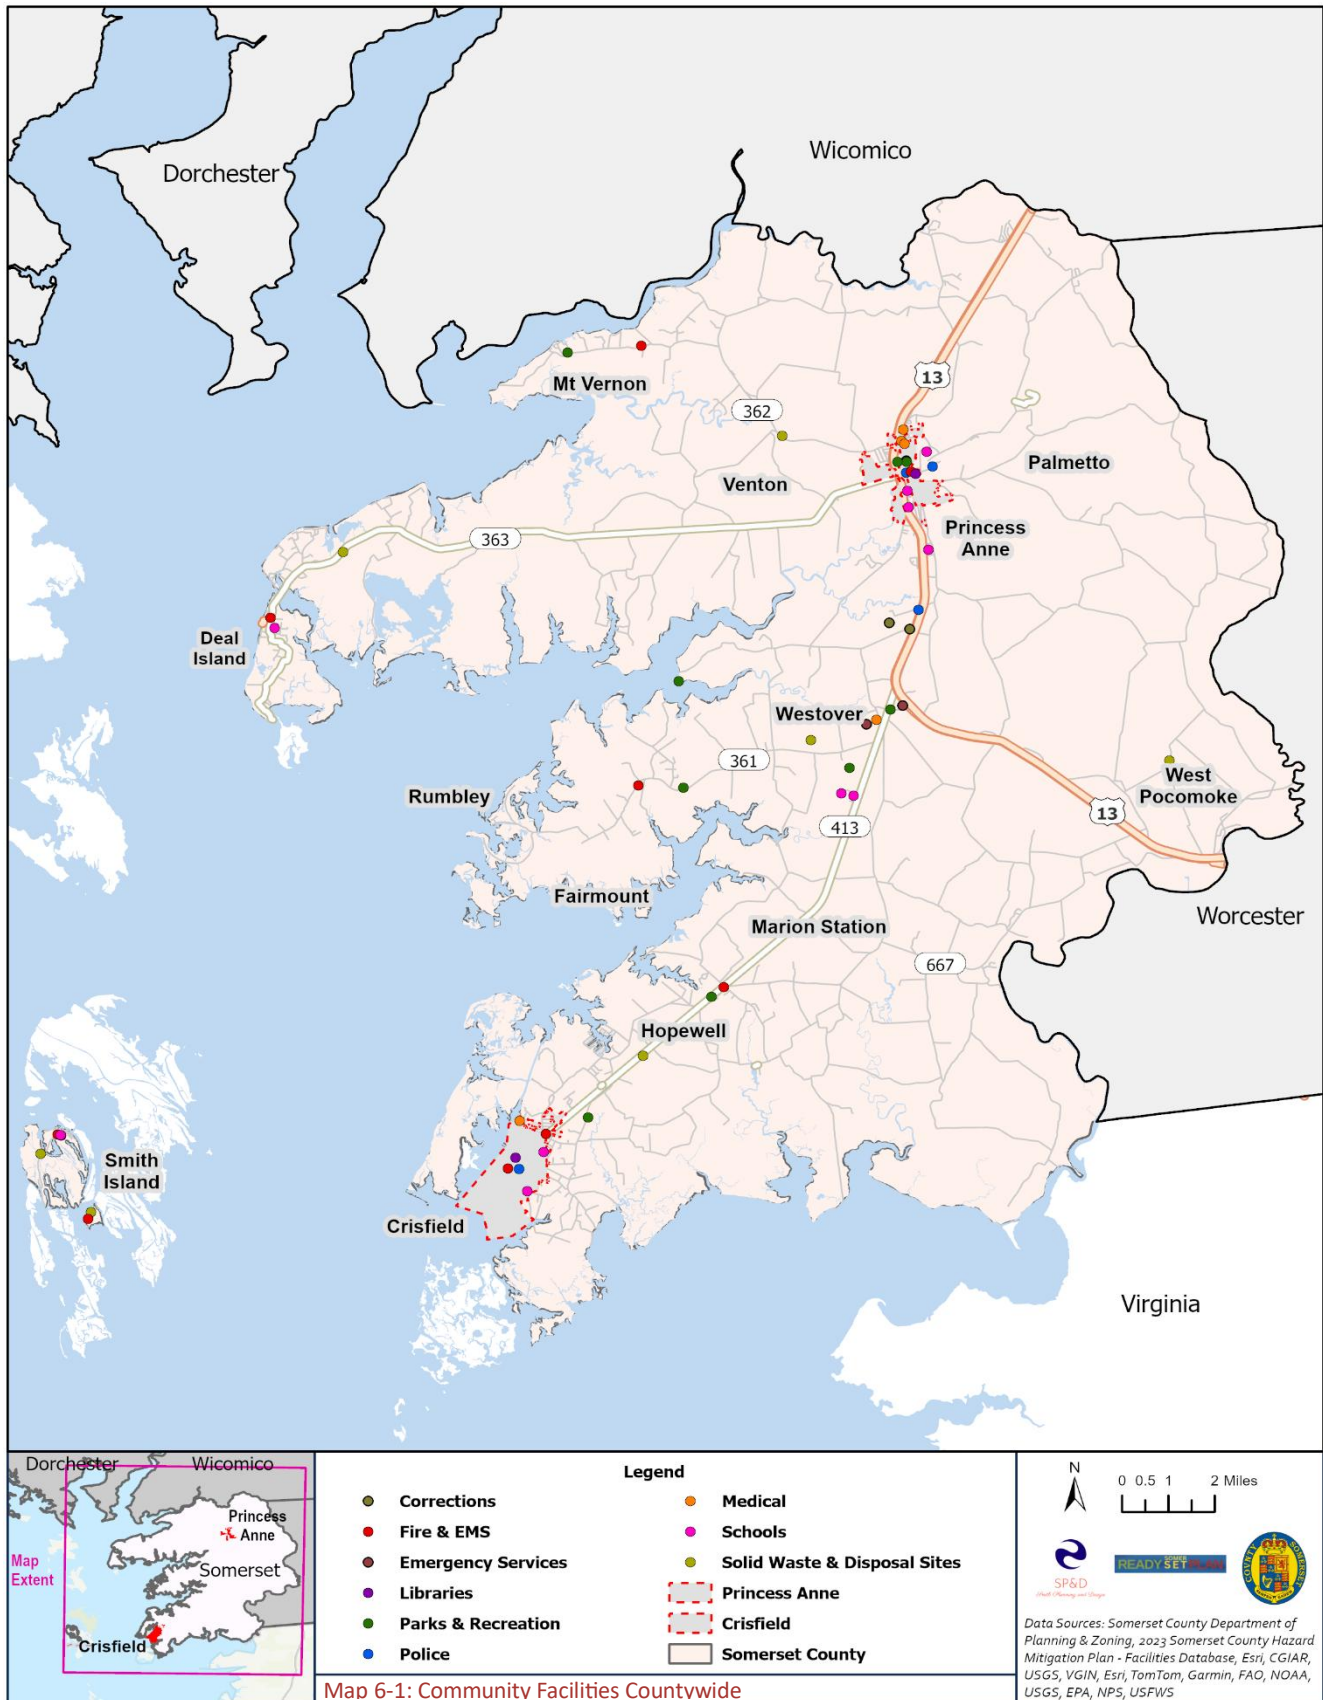 Wicomico
Dorchester
13
Mt Vernon
362
Palmetto
Venton
Princess
Anne
363
Deal
Island
Westover
361
West
Pocomoke
Rumbley
13
413
Fairmount
Worcester
Marion Station
667
Hopewell
Smith
Island
Crisfield
Virginia
Dorchester
Wicomico
Princess
Anne
Map
Extent
Somerset
Crisfield
Legend
Corrections
Fire & EMS
Emergency Services
Libraries
Parks & Recreation
Police
Medical
Schools
Solid Waste & Disposal Sites
Princess Anne
Crisfield
Somerset County
Map 6-1: Community Facilities Countywide
N
0 0.5 1 2 Miles
SP&D
READY SOMER SET PLAN
COUNTY SOMERSET
Data Sources: Somerset County Department of
Planning & Zoning, 2023 Somerset County Hazard
Mitigation Plan - Facilities Database, Esri, CGIAR,
USGS, VGIN, Esri, TomTom, Garmin, FAO, NOAA,
USGS, EPA, NPS, USFWS